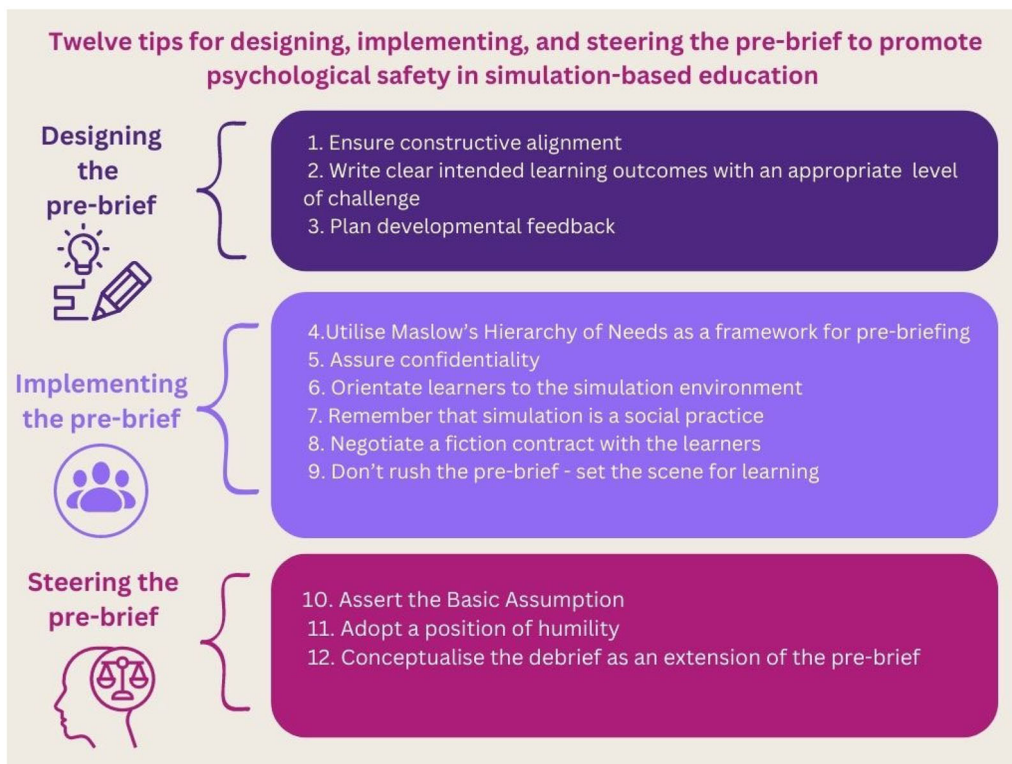 Twelve tips for designing, implementing, and steering the pre-brief to promote
psychological safety in simulation-based education
Designing
the
pre-brief
1. Ensure constructive alignment
2. Write clear intended learning outcomes with an appropriate level
of challenge
3. Plan developmental feedback
Implementing
the pre-brief
4.Utilise Maslow’s Hierarchy of Needs as a framework for pre-briefing
5. Assure confidentiality
6. Orientate learners to the simulation environment
7. Remember that simulation is a social practice
8. Negotiate a fiction contract with the learners
9. Don’t rush the pre-brief - set the scene for learning
Steering the
pre-brief
10. Assert the Basic Assumption
11. Adopt a position of humility
12. Conceptualise the debrief as an extension of the pre-brief